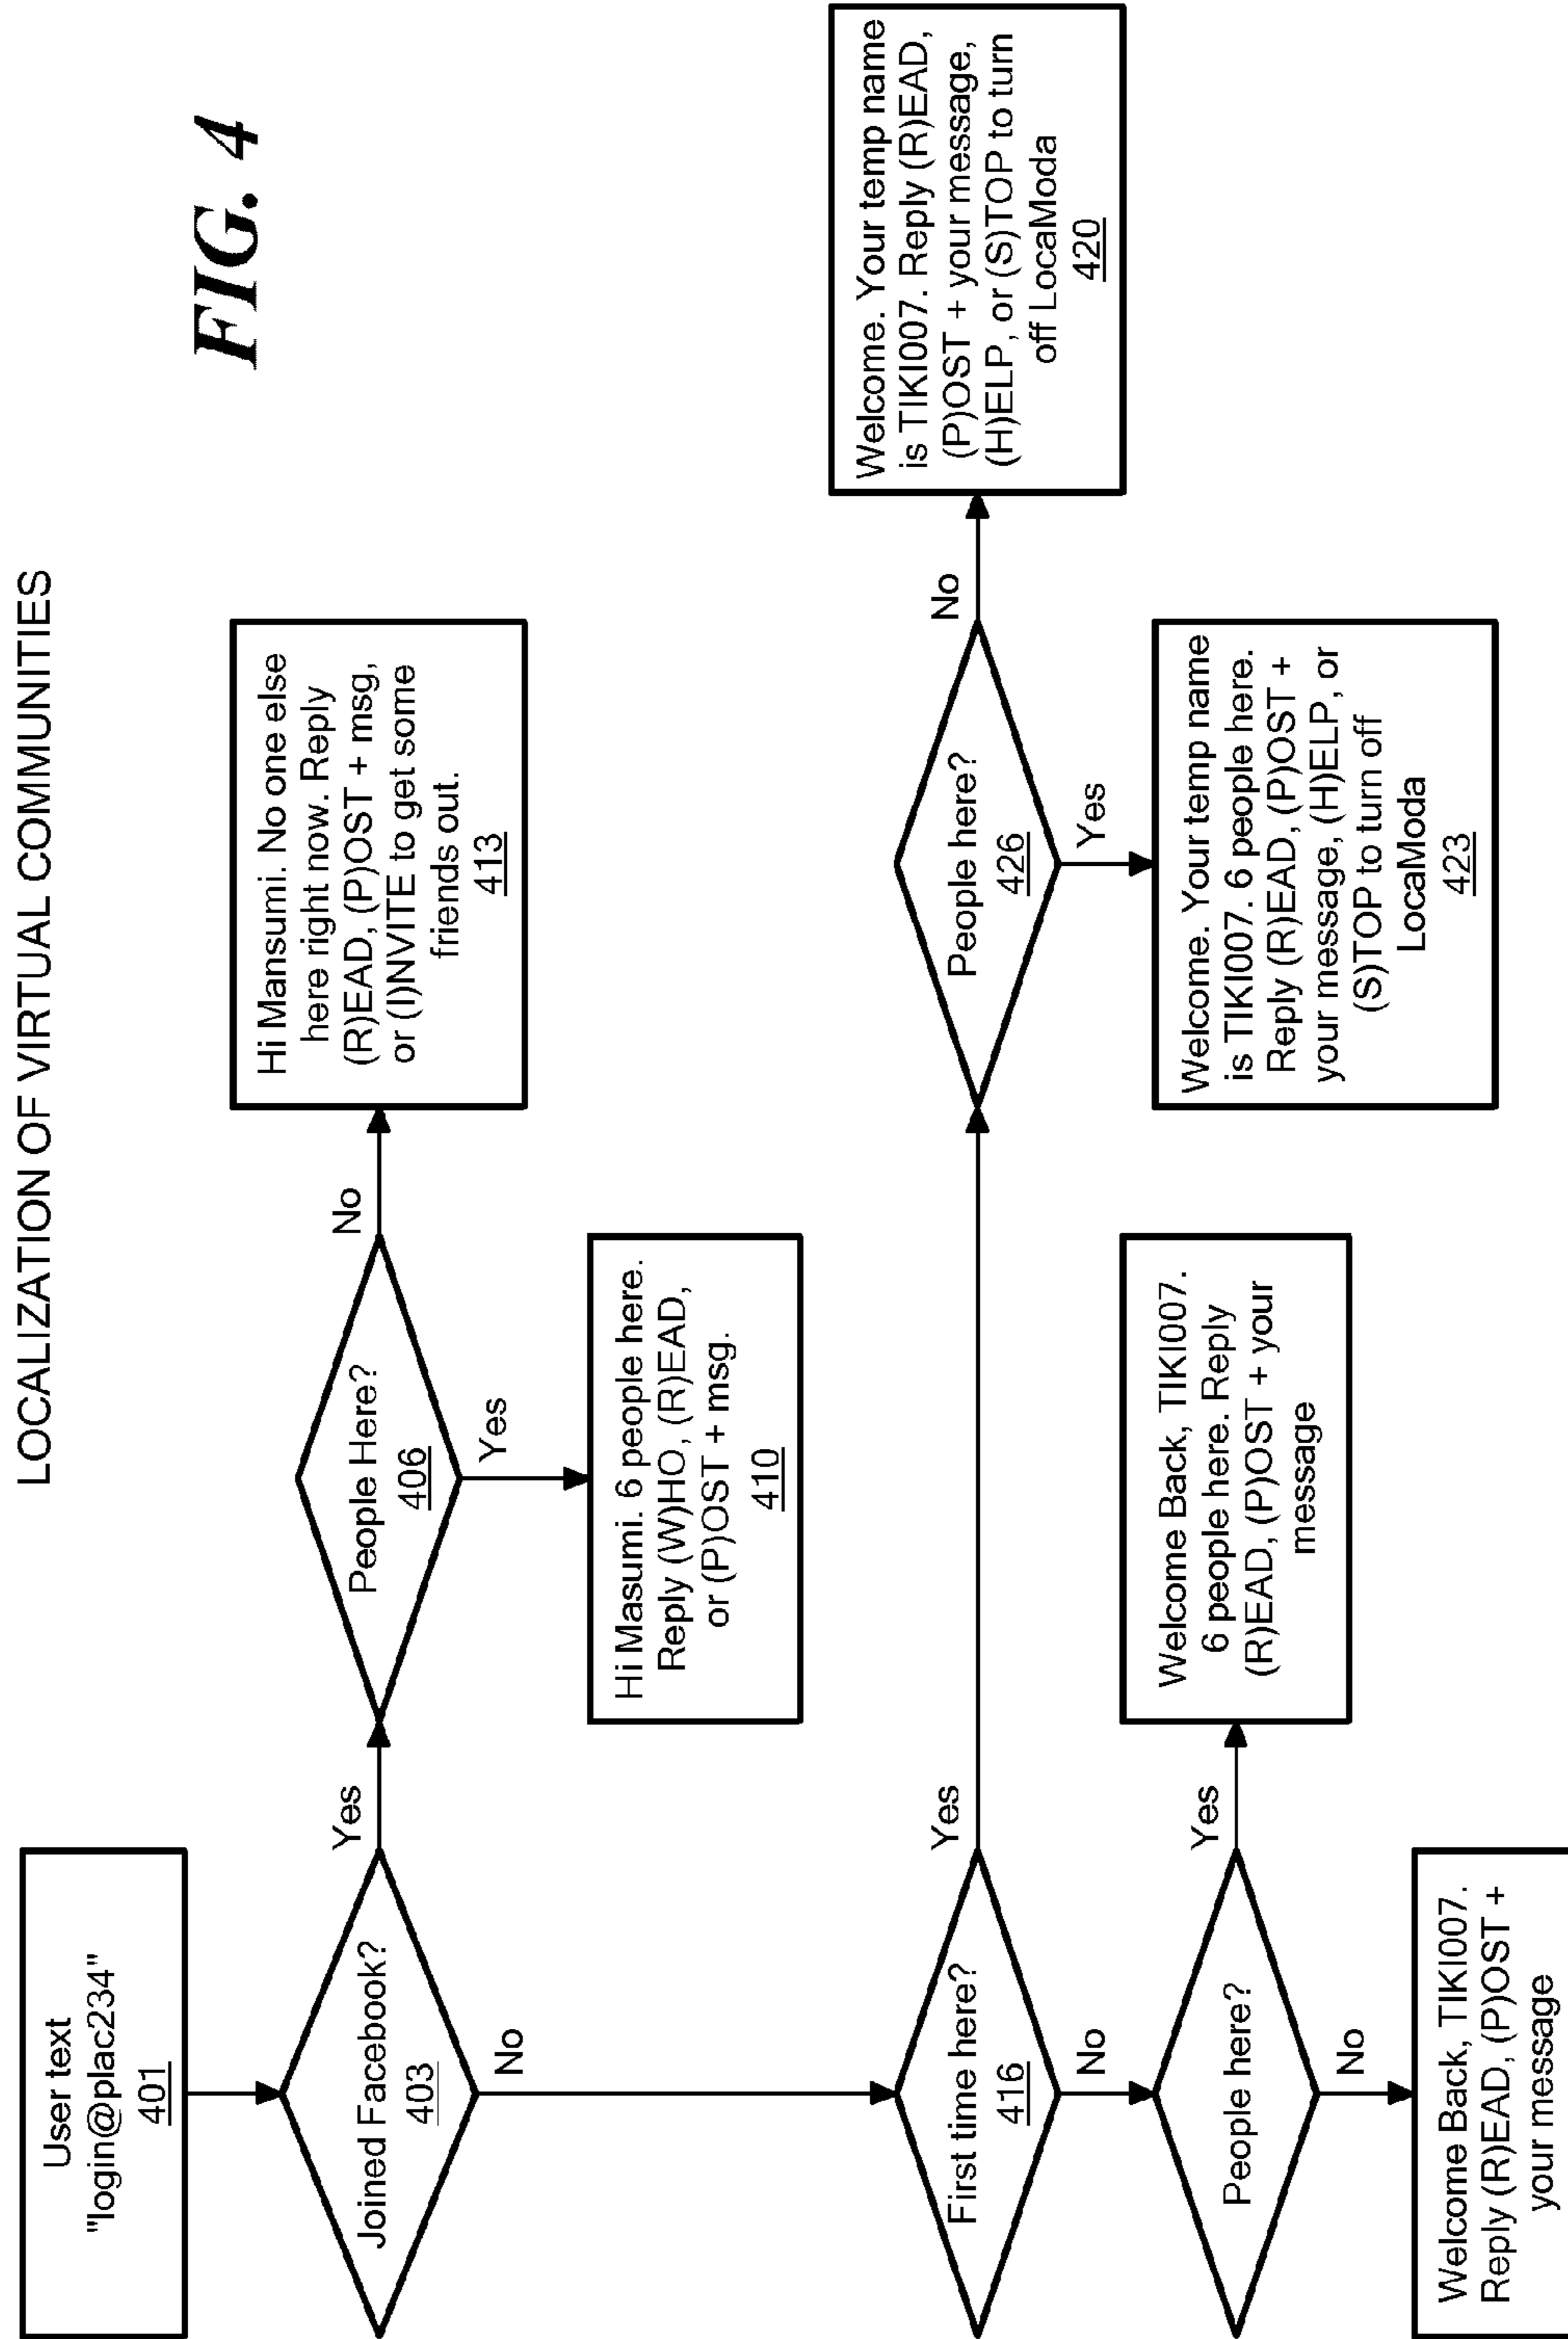 LOCALIZATION OF VIRTUAL COMMUNITIES
FIG. 4
User text
"login@plac234"
401
Joined Facebook?
403
Yes
No
People Here?
406
No
Yes
Hi Mansumi. No one else
here right now. Reply
(R)EAD, (P)OST + msg,
or (I)NVITE to get some
friends out.
413
Hi Masumi. 6 people here.
Reply (W)HO, (R)EAD,
or (P)OST + msg.
410
First time here?
416
Yes
No
People here?
426
No
Yes
Welcome. Your temp name
is TIKI007. Reply (R)EAD,
(P)OST + your message,
(H)ELP, or (S)TOP to turn
off LocaModa
420
Welcome. Your temp name
is TIKI007. 6 people here.
Reply (R)EAD, (P)OST +
your message, (H)ELP, or
(S)TOP to turn off
LocaModa
423
People here?
Yes
No
Welcome Back, TIKI007.
6 people here. Reply
(R)EAD, (P)OST + your
message
Welcome Back, TIKI007.
Reply (R)EAD, (P)OST +
your message